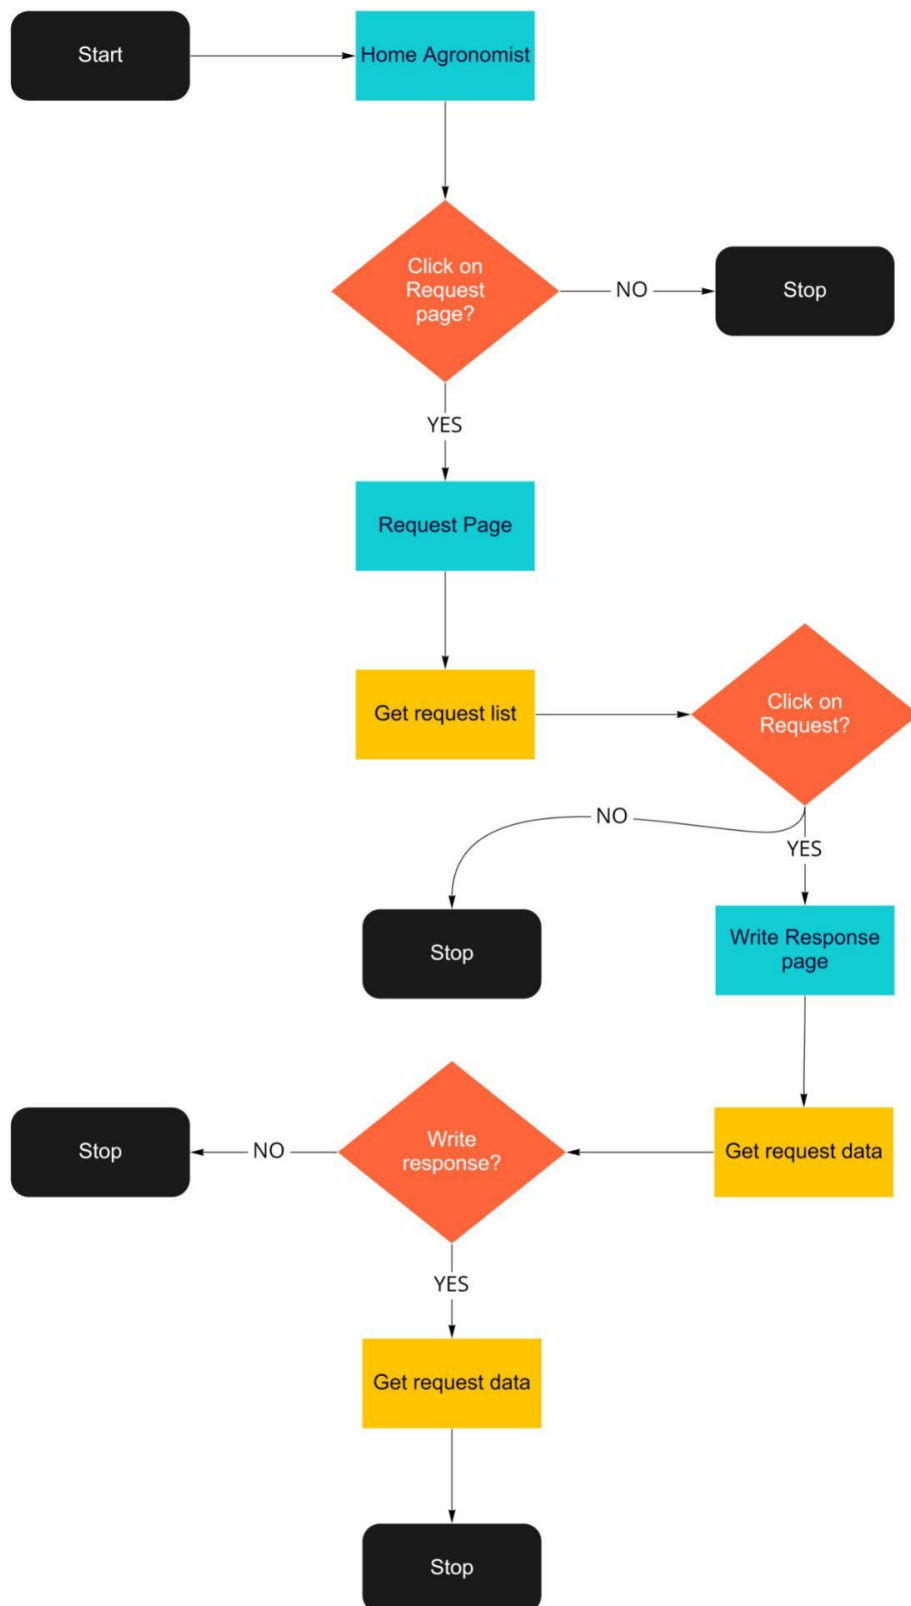 Start
Home Agronomist
Click on
Request
page?
NO
Stop
YES
Request Page
Get request list
Click on
Request?
NO
YES
Stop
Write Response
page
Stop
NO
Write
response?
Get request data
YES
Get request data
Stop